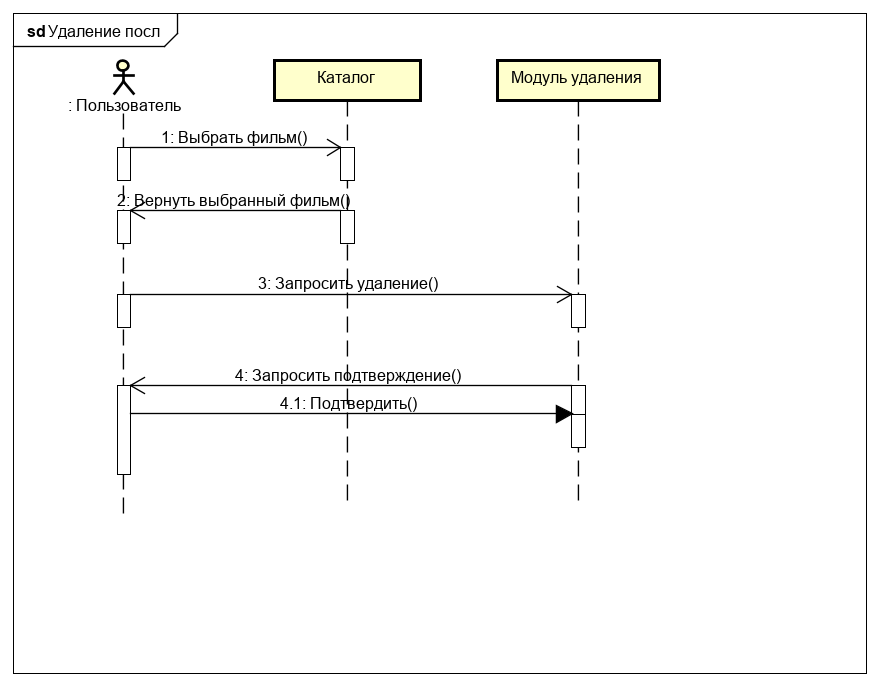 sd Удаление посл
Каталог
Модуль удаления
: Пользователь
1: Выбрать фильм()
2: Вернуть выбранный фильм()
3: Запросить удаление()
4: Запросить подтверждение()
4.1: Подтвердить()